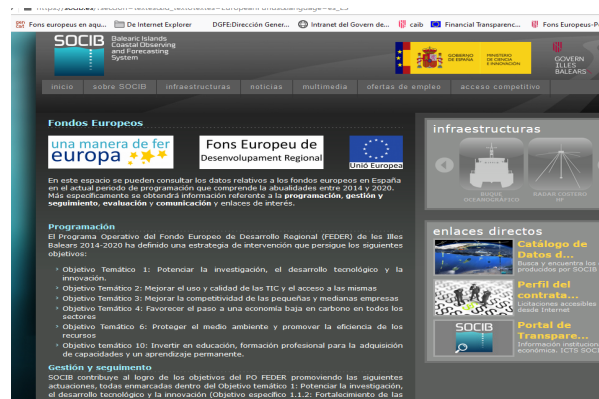 Fons europeus en aqu...
De Internet Explorer
DGFE:Dirección Gener...
Intranet del Govern de...
caib
Financial Transparenc...
Fons Europeus-P
SOCIB
Balearic Islands
Coastal Observing
and Forecasting
System
GOBIERNO
DE ESPAÑA
MINISTERIO
DE CIENCIA
E INNOVACIÓN
GOVERN
ILLES
BALEARS
inicio sobre SOCIB infraestructuras noticias multimedia ofertas de empleo acceso competitivo
Fondos Europeos
una manera de fer
europa
Fons Europeu de
Desenvolupament Regional
Unió Europea
En este espacio se pueden consultar los datos relativos a los fondos europeos en España
en el actual periodo de programación que comprende la abualidades entre 2014 y 2020.
Más especificamente se obtendrá información referente a la programación, gestión y
seguimiento, evaluación y comunicación y enlaces de interés.
Programación
El Programa Operativo del Fondo Europeo de Desarrollo Regional (FEDER) de les Illes
Balears 2014-2020 ha definido una estrategia de intervención que persigue los siguientes
objetivos:
Objetivo Temático 1: Potenciar la investigación, el desarrollo tecnológico y la
innovación.
Objetivo Temático 2: Mejorar el uso y calidad de las TIC y el acceso a las mismas
Objetivo Temático 3: Mejorar la competitividad de las pequeñas y medianas empresas
Objetivo Temático 4: Favorecer el paso a una economía baja en carbono en todos los
sectores
Objetivo Temático 6: Proteger el medio ambiente y promover la eficiencia de los
recursos
Objetivo temático 10: Invertir en educación, formación profesional para la adquisición
de capacidades y un aprendizaje permanente.
Gestión y seguimiento
SOCIB contribuye al logro de los objetivos del PO FEDER promoviendo las siguientes
actuaciones, todas enmarcadas dentro del Objetivo temático 1: Potenciar la investigación,
el desarrollo tecnológico y la innovación (Objetivo específico 1.1.2: Fortalecimiento de las
infraestructuras
BUQUE
OCEANOGRÁFICO
RADAR COSTERO
HF
enlaces directos
Catálogo de
Datos d...
Busca y encuentra los
producidos por SOCIB
Perfil del
contrata...
Licitaciones accesibles
desde Internet
SOCIB
Portal de
Transpare...
Información institucion
económica. ICTS SOCI